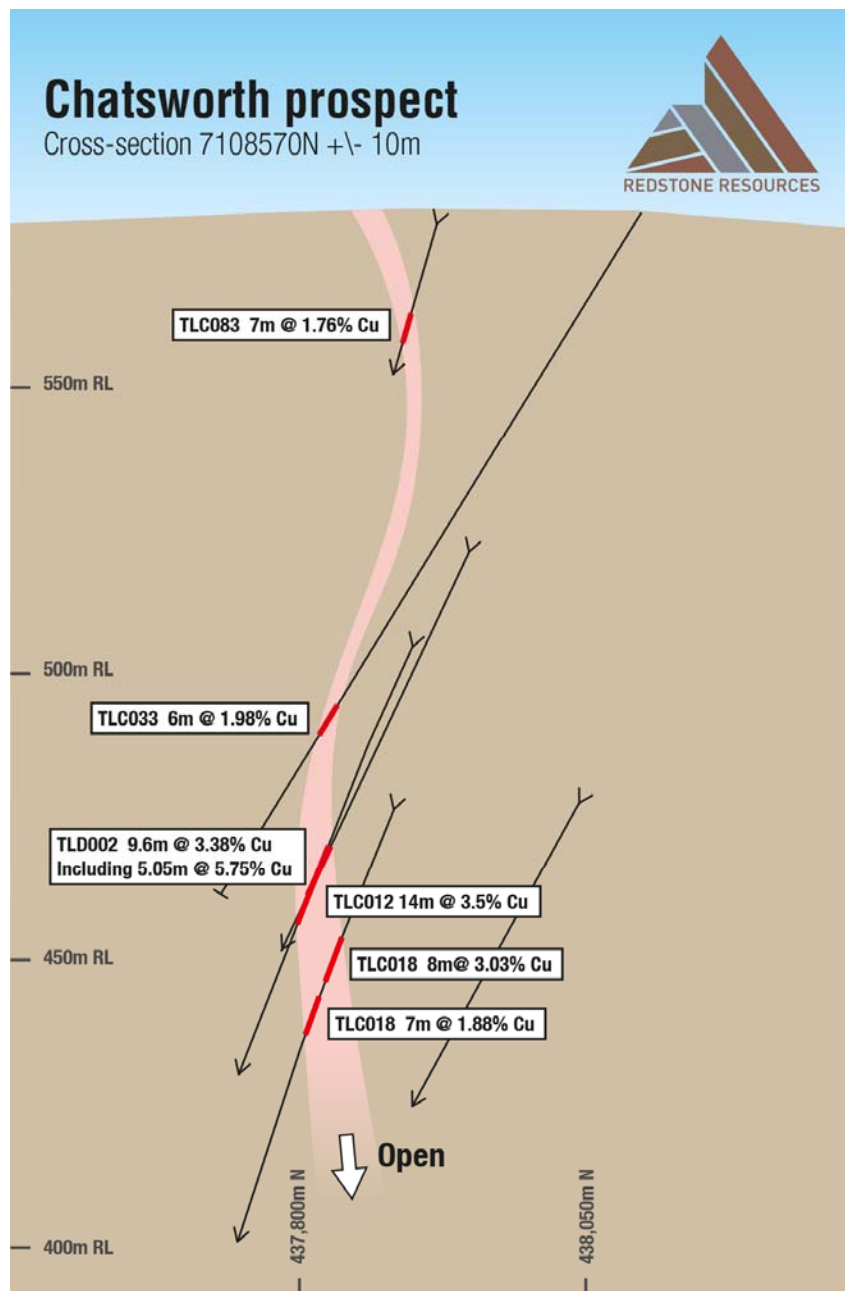 Chatsworth prospect
Cross-section 7108570N +\- 10m
REDSTONE RESOURCES
TLC083 7m @ 1.76% Cu
550m RL
500m RL
TLC033 6m @ 1.98% Cu
TLD002 9.6m @ 3.38% Cu
Including 5.05m @ 5.75% Cu
TLC012 14m @ 3.5% Cu
450m RL
TLC018 8m@ 3.03% Cu
TLC018 7m @ 1.88% Cu
Open
437,800m N
438,050m N
400m RL